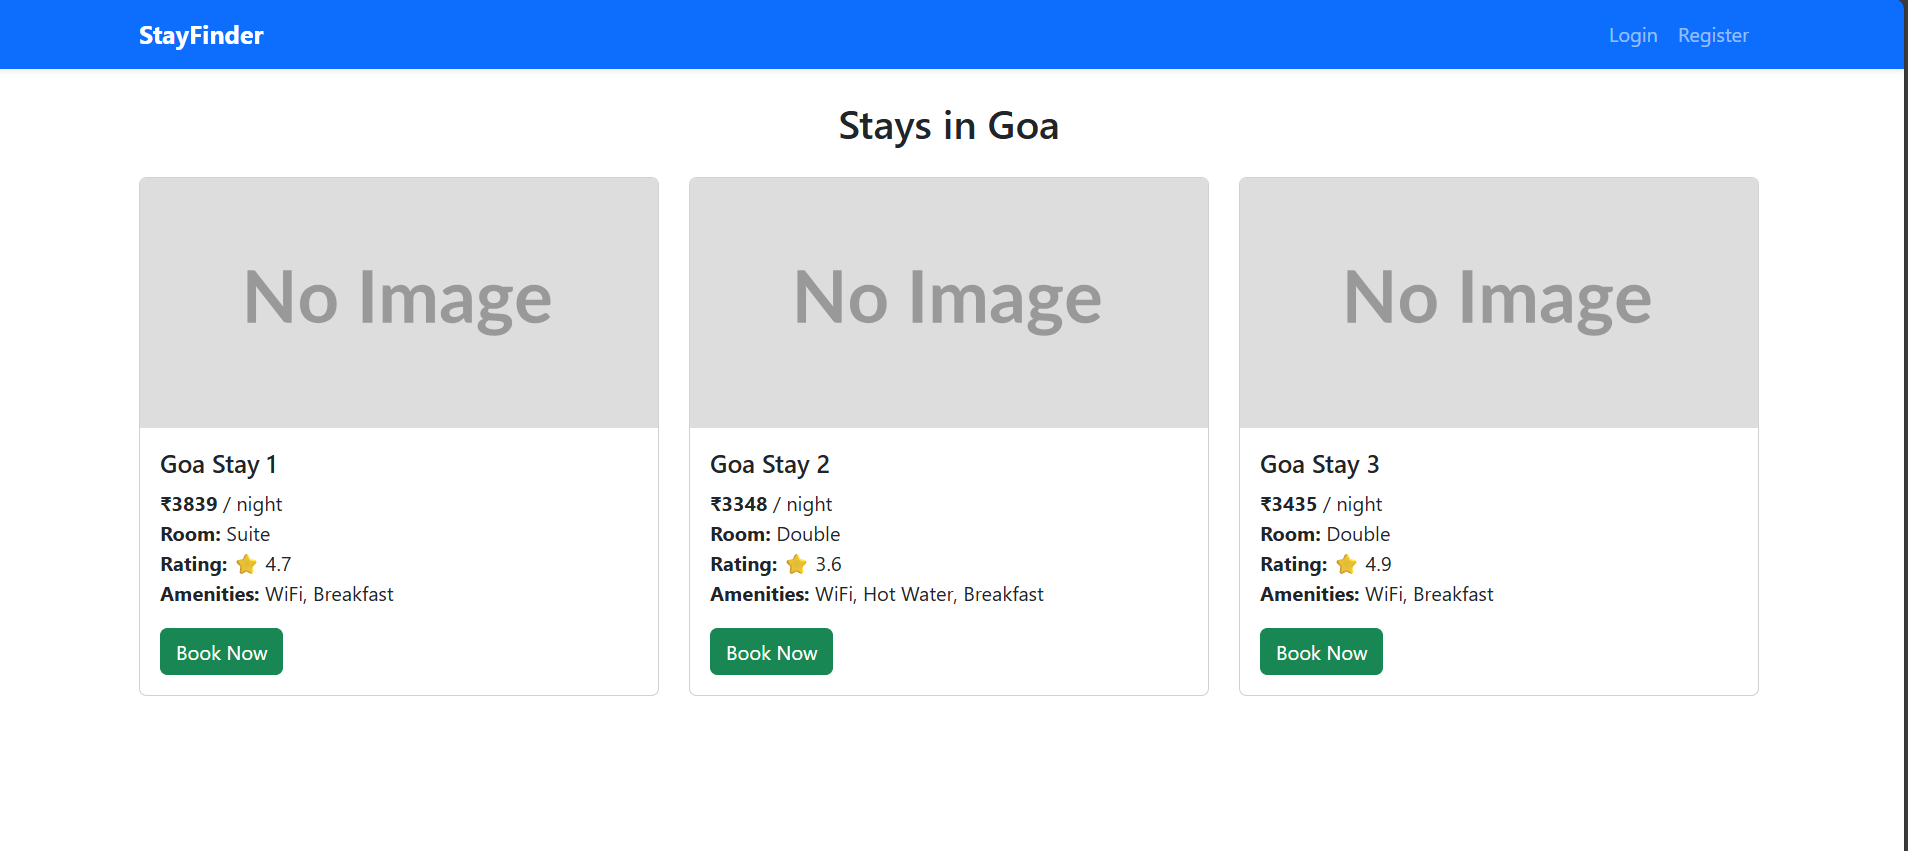 StayFinder
Login Register
Stays in Goa
No Image
Goa Stay 1
₹3839 / night
Room: Suite
Rating: ⭐ 4.7
Amenities: WiFi, Breakfast
Book Now
No Image
Goa Stay 2
₹3348 / night
Room: Double
Rating: ⭐ 3.6
Amenities: WiFi, Hot Water, Breakfast
Book Now
No Image
Goa Stay 3
₹3435 / night
Room: Double
Rating: ⭐ 4.9
Amenities: WiFi, Breakfast
Book Now